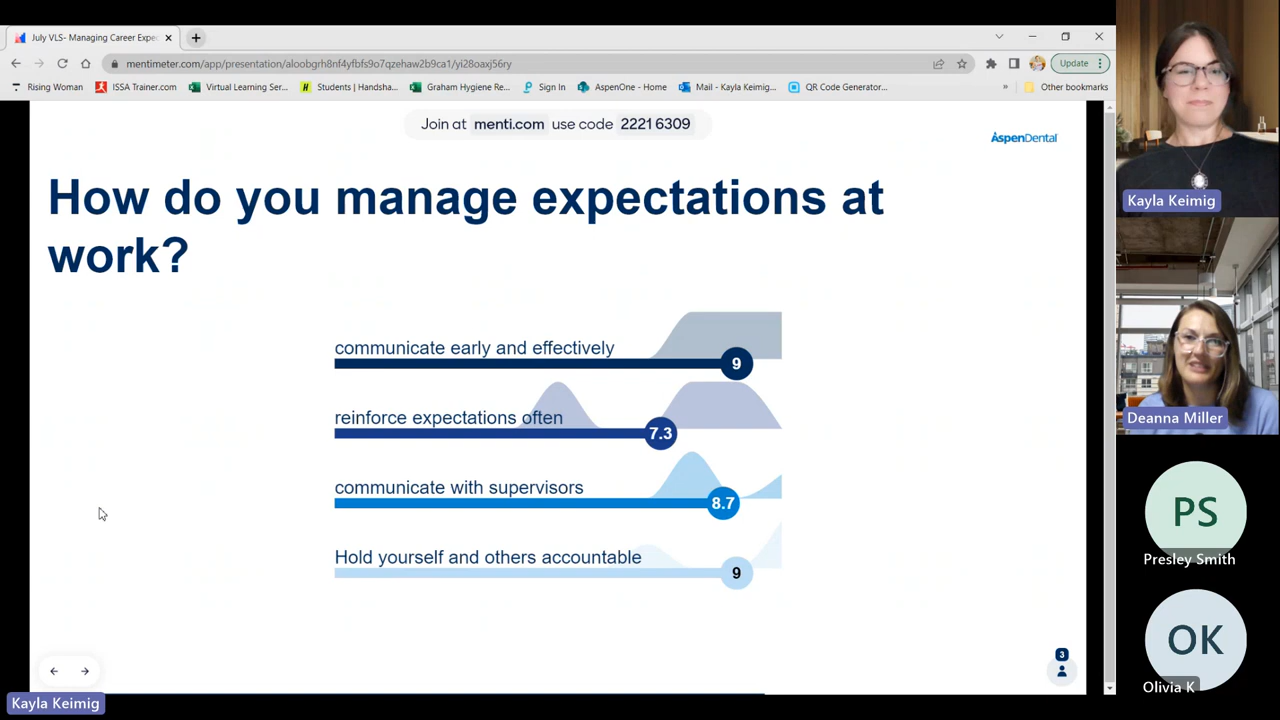 July VLS- Managing Career Expe
mentimeter.com/app/presentation/aloobgrh8nf4yfbfs9o7qzehaw2b9ca1/yi28oaxj56ry
Update
Rising Woman
ISSA Trainer.com
Virtual Learning Ser...
Students | Handsha...
Graham Hygiene Re...
Sign In
AspenOne - Home
Mail - Kayla Keimig...
QR Code Generator...
»
Other bookmarks
Join at menti.com use code 2221 6309
AspenDental
How do you manage expectations at
work?
communicate early and effectively
9
reinforce expectations often
7.3
communicate with supervisors
8.7
Hold yourself and others accountable
9
3
Kayla Keimig
Kayla Keimig
Deanna Miller
PS
Presley Smith
OK
Olivia K